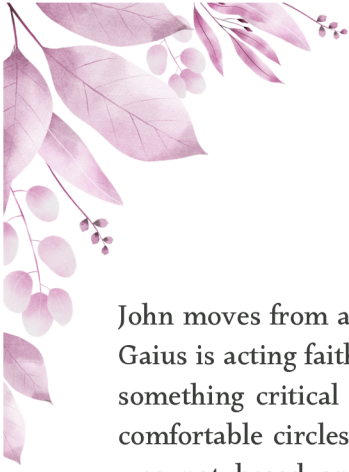 John moves from a
Gaius is acting
something critical
comfortable circles